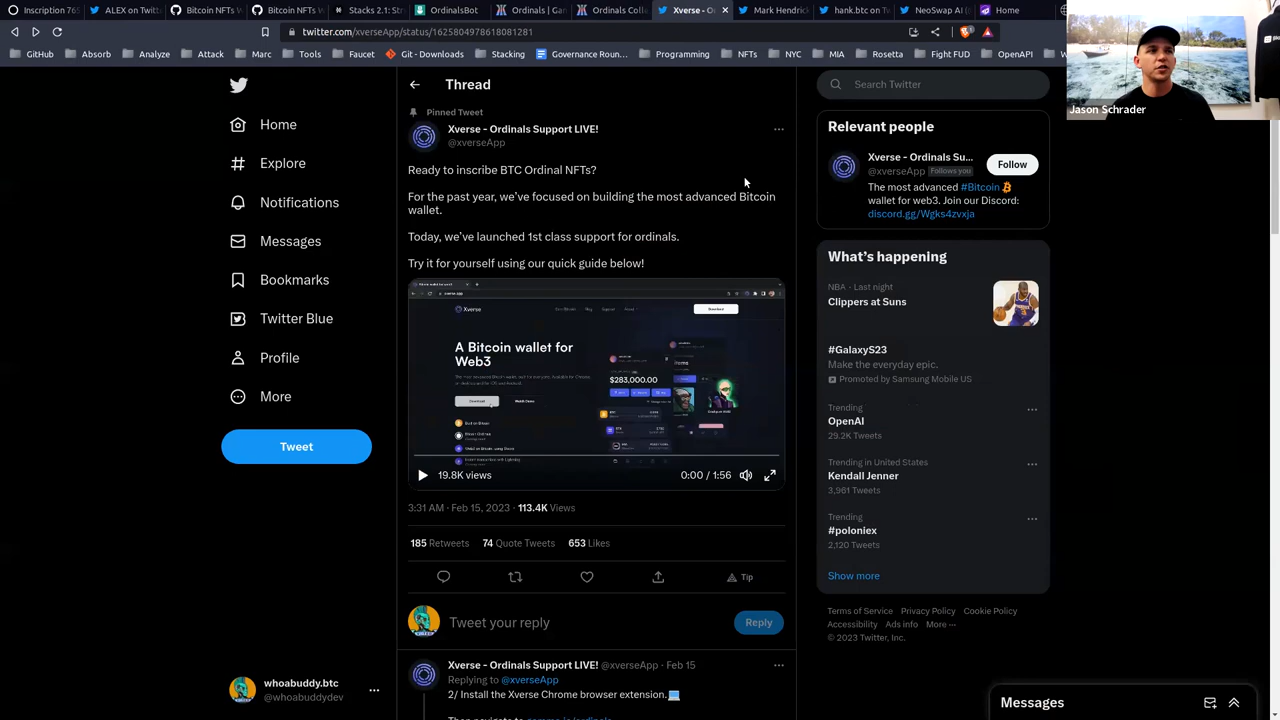 Inscription 76
ALEX on Twitt
Bitcoin NFTs W
Bitcoin NFTs W
Stacks 2.1: Str
OrdinalsBot
Ordinals | Gan
Ordinals Colle
Xverse - Or
Mark Hendrick
hank.btc on Tw
NeoSwap AI (
Home
twitter.com/xverseApp/status/1625804978618081281
GitHub
Absorb
Analyze
Attack
Marc
Tools
Faucet
Git - Downloads
Stacking
Governance Roun...
Programming
NFTs
NYC
MIA
Rosetta
Fight FUD
OpenAPI
Jason Schrader
Home
Explore
Notifications
Messages
Bookmarks
Twitter Blue
Profile
More
Tweet
whoabuddy.btc
@whoabuddydev
Thread
Pinned Tweet
Xverse - Ordinals Support LIVE!
@xverseApp
Ready to inscribe BTC Ordinal NFTs?
For the past year, we've focused on building the most advanced Bitcoin
wallet.
Today, we've launched 1st class support for ordinals.
Try it for yourself using our quick guide below!
Xverse
A Bitcoin wallet for
Web3
$283,000.00
19.8K views
0:00 / 1:56
3:31 AM · Feb 15, 2023 · 113.4K Views
185 Retweets 74 Quote Tweets 653 Likes
Tip
Tweet your reply
Reply
Xverse - Ordinals Support LIVE! @xverseApp · Feb 15
Replying to @xverseApp
2/ Install the Xverse Chrome browser extension.
Search Twitter
Relevant people
Xverse - Ordinals Su...
@xverseApp Follows you
Follow
The most advanced #Bitcoin
wallet for web3. Join our Discord:
discord.gg/Wgks4zvxja
What's happening
NBA · Last night
Clippers at Suns
#GalaxyS23
Make the everyday epic.
Promoted by Samsung Mobile US
Trending
OpenAI
29.2K Tweets
Trending in United States
Kendall Jenner
3,961 Tweets
Trending
#poloniex
2,120 Tweets
Show more
Terms of Service Privacy Policy Cookie Policy
Accessibility Ads info More ···
© 2023 Twitter, Inc.
Messages